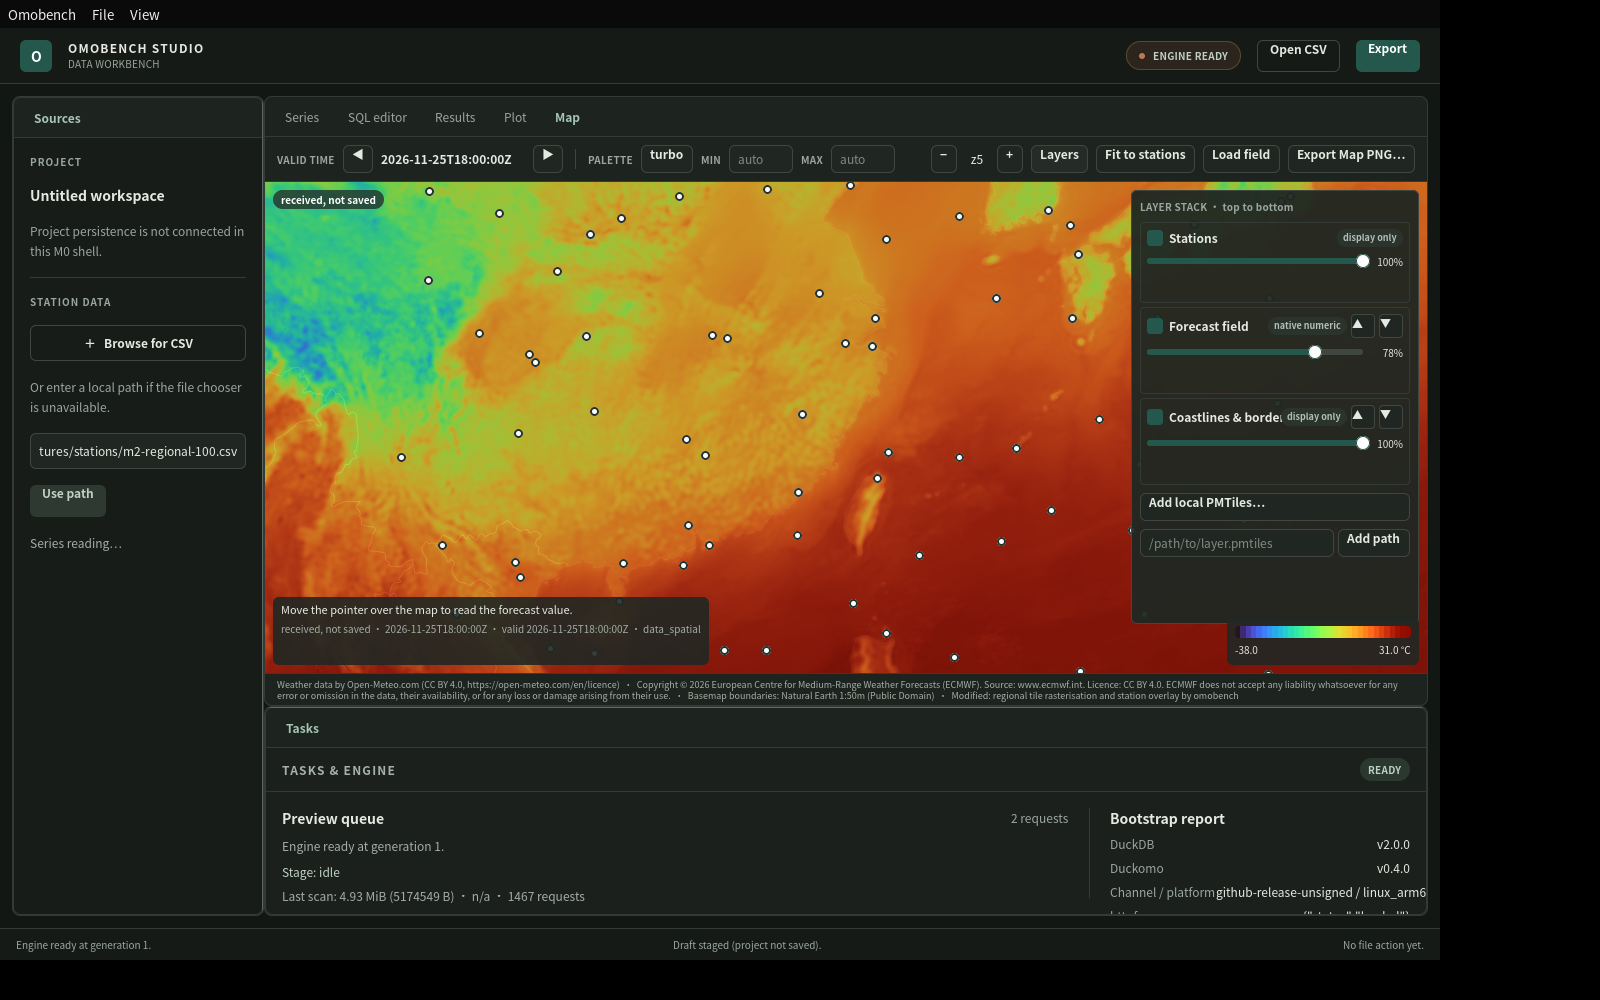 Omobench File View
O
OMOBENCH STUDIO
DATA WORKBENCH
ENGINE READY
Open CSV
Export
Sources
PROJECT
Untitled workspace
Project persistence is not connected in
this M0 shell.
STATION DATA
+ Browse for CSV
Or enter a local path if the file chooser
is unavailable.
tures/stations/m2-regional-100.csv
Use path
Series reading…
Series SQL editor Results Plot Map
VALID TIME ◀ 2026-11-25T18:00:00Z ▶ PALETTE turbo MIN auto MAX auto − z5 + Layers Fit to stations Load field Export Map PNG…
received, not saved
LAYER STACK • top to bottom
Stations display only
100%
Forecast field native numeric ▲ ▼
78%
Coastlines & border display only ▲ ▼
100%
Add local PMTiles…
/path/to/layer.pmtiles Add path
Move the pointer over the map to read the forecast value.
received, not saved • 2026-11-25T18:00:00Z • valid 2026-11-25T18:00:00Z • data_spatial
-38.0 31.0 °C
Weather data by Open-Meteo.com (CC BY 4.0, https://open-meteo.com/en/licence) • Copyright © 2026 European Centre for Medium-Range Weather Forecasts (ECMWF). Source: www.ecmwf.int. Licence: CC BY 4.0. ECMWF does not accept any liability whatsoever for any
error or omission in the data, their availability, or for any loss or damage arising from their use. • Basemap boundaries: Natural Earth 1:50m (Public Domain) • Modified: regional tile rasterisation and station overlay by omobench
Tasks
TASKS & ENGINE
READY
Preview queue 2 requests
Engine ready at generation 1.
Stage: idle
Last scan: 4.93 MiB (5174549 B) • n/a • 1467 requests
Bootstrap report
DuckDB v2.0.0
Duckomo v0.4.0
Channel / platform github-release-unsigned / linux_arm6
Engine ready at generation 1.
Draft staged (project not saved).
No file action yet.